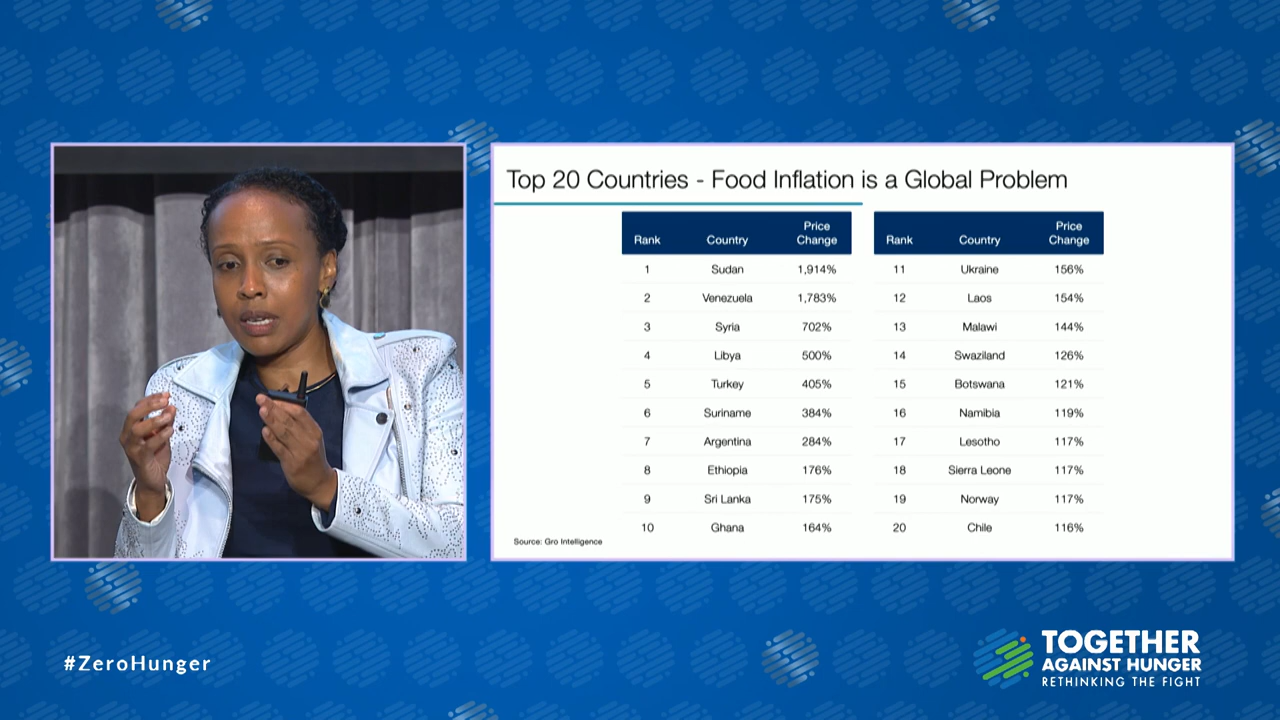 Top 20 Countries - Food Inflation is a Global Problem
Rank Country Price Change
1 Sudan 1,914%
2 Venezuela 1,783%
3 Syria 702%
4 Libya 500%
5 Turkey 405%
6 Suriname 384%
7 Argentina 284%
8 Ethiopia 176%
9 Sri Lanka 175%
10 Ghana 164%
Rank Country Price Change
11 Ukraine 156%
12 Laos 154%
13 Malawi 144%
14 Swaziland 126%
15 Botswana 121%
16 Namibia 119%
17 Lesotho 117%
18 Sierra Leone 117%
19 Norway 117%
20 Chile 116%
Source: Gro Intelligence
#ZeroHunger
TOGETHER
AGAINST HUNGER
RETHINKING THE FIGHT